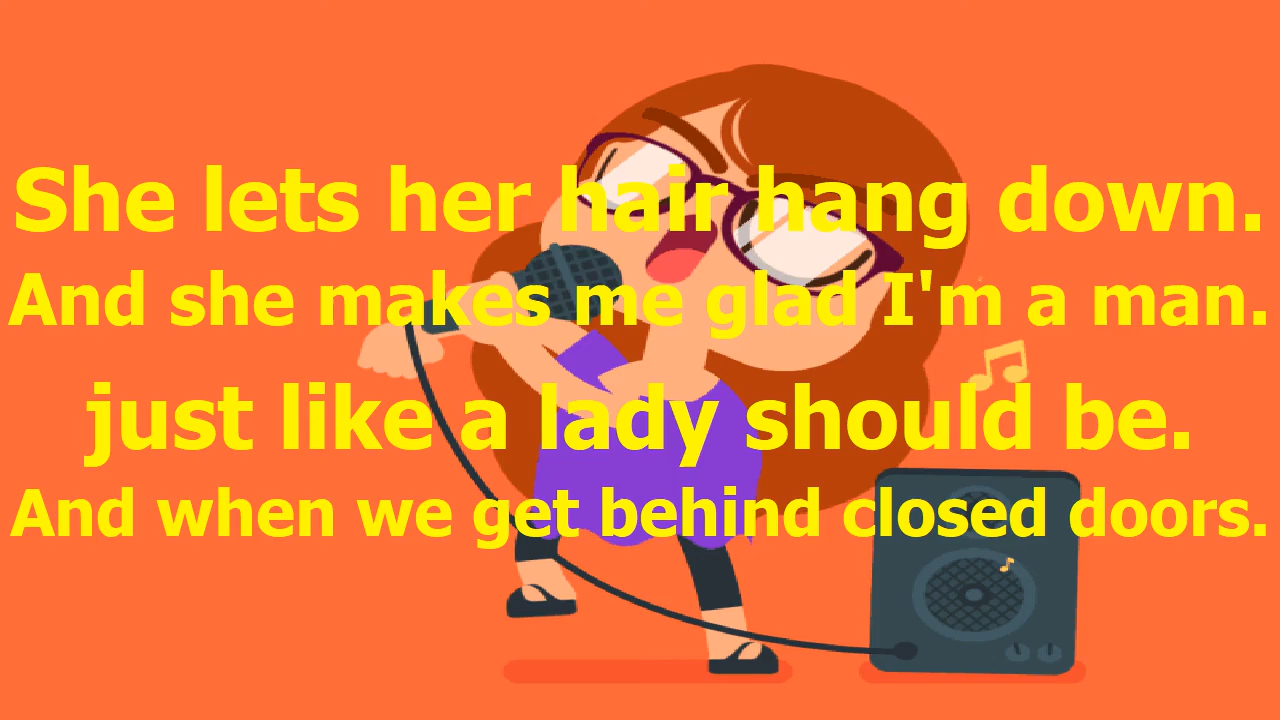 She lets her hair hang down.
And she makes me glad I'm a man.
just like a lady should be.
And when we get behind closed doors.